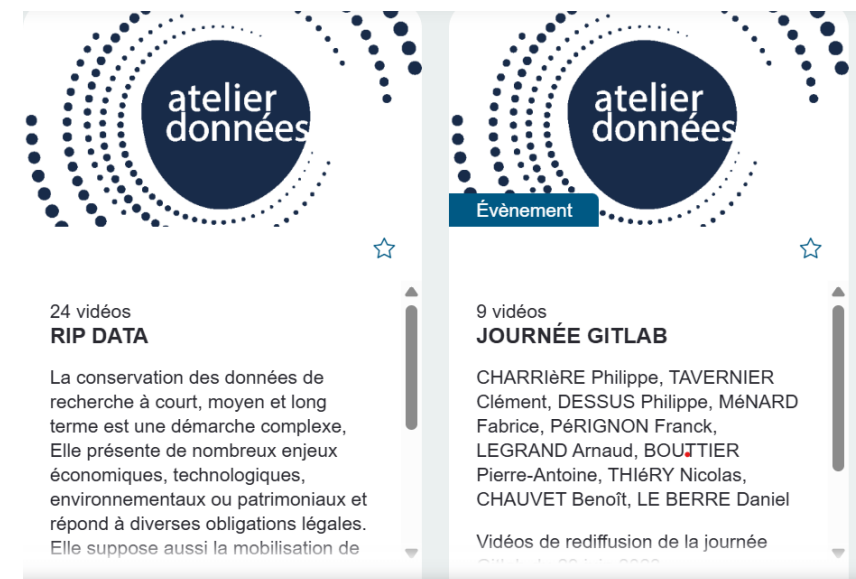 atelier
données
24 vidéos
RIP DATA
La conservation des données de
recherche à court, moyen et long
terme est une démarche complexe,
Elle présente de nombreux enjeux
économiques, technologiques,
environnementaux ou patrimoniaux et
répond à diverses obligations légales.
Elle suppose aussi la mobilisation de
atelier
données
Évènement
9 vidéos
JOURNÉE GITLAB
CHARRIèRE Philippe, TAVERNIER
Clément, DESSUS Philippe, MéNARD
Fabrice, PéRIGNON Franck,
LEGRAND Arnaud, BOUTTIER
Pierre-Antoine, THIéRY Nicolas,
CHAUVET Benoît, LE BERRE Daniel
Vidéos de rediffusion de la journée